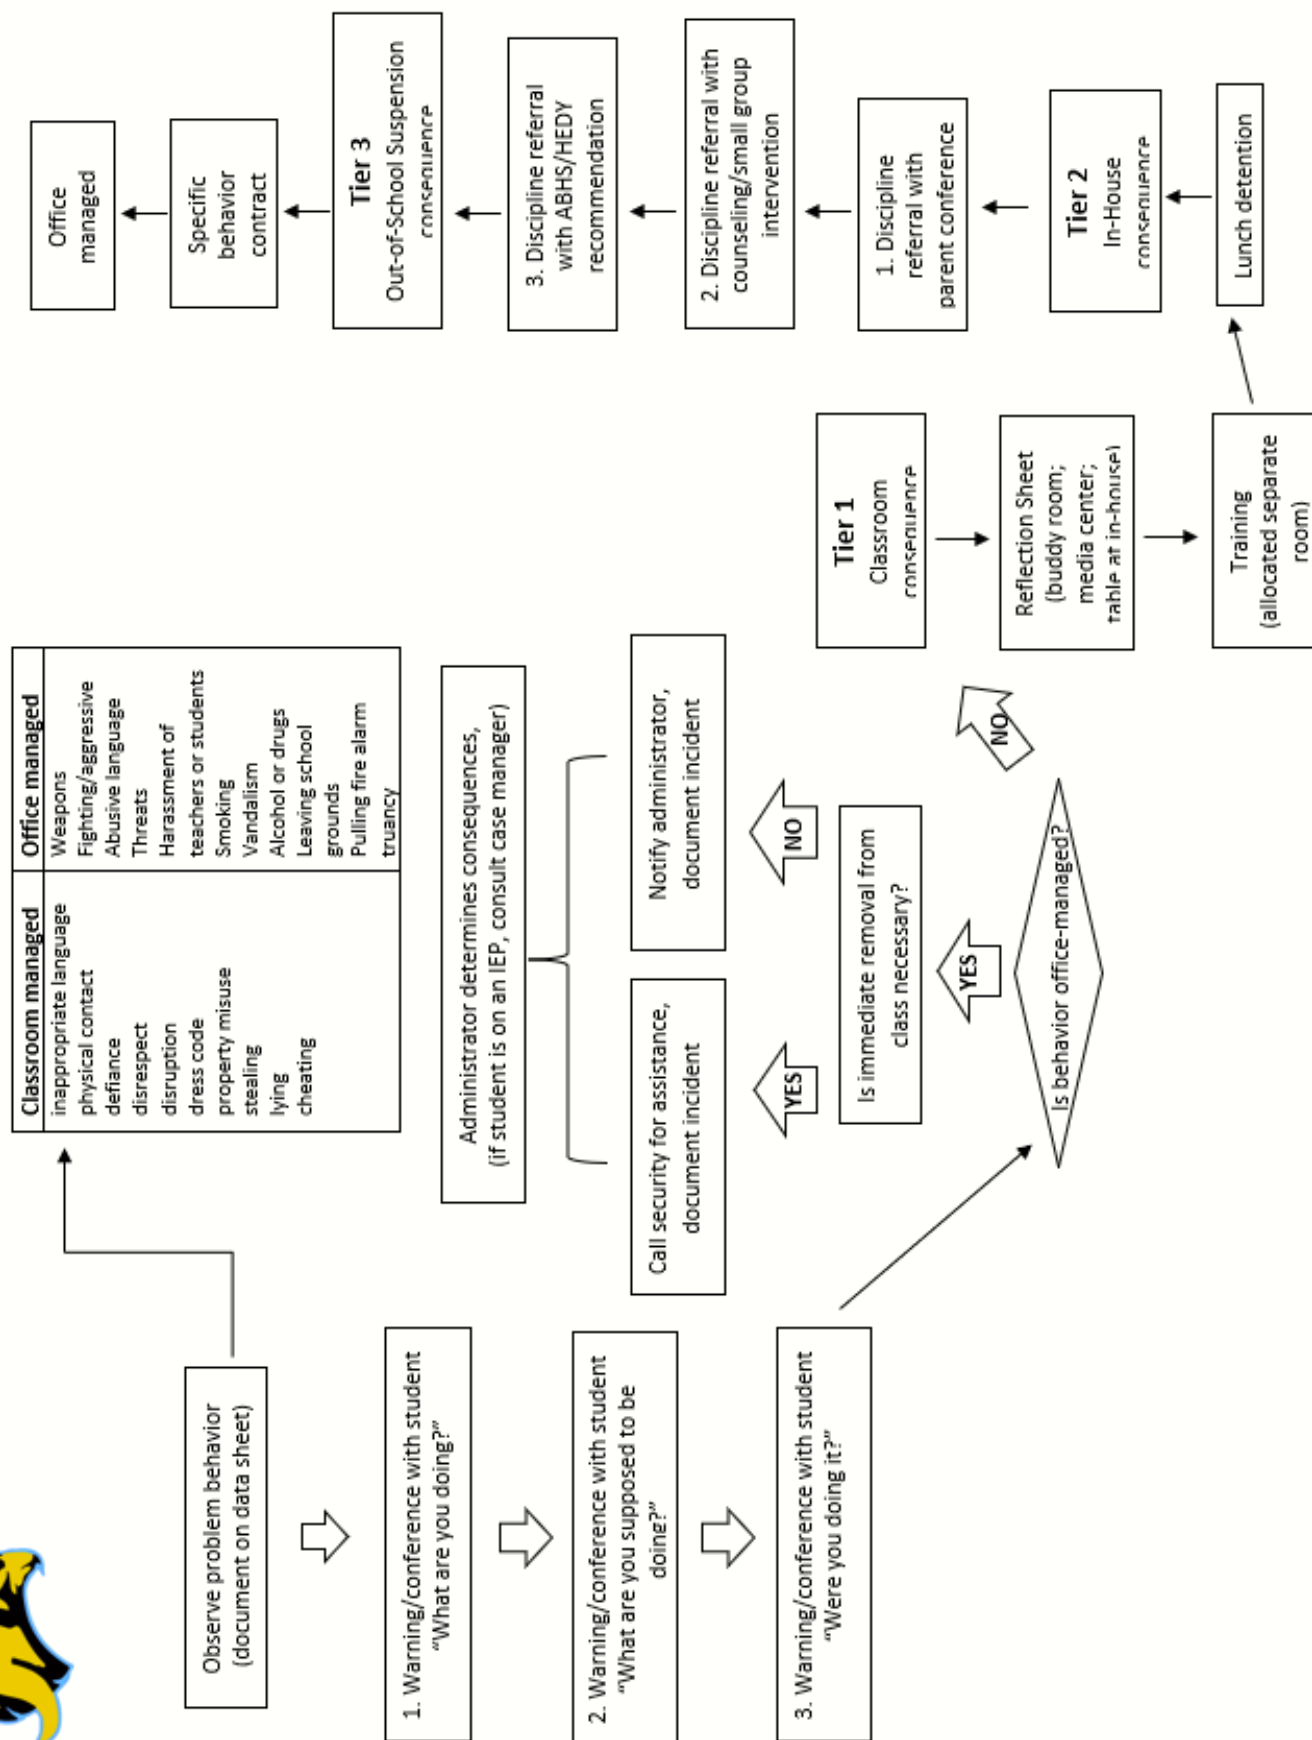 Observe problem behavior
(document on data sheet)
1. Warning/conference with student
“What are you doing?”
2. Warning/conference with student
“What are you supposed to be
doing?”
3. Warning/conference with student
“Were you doing it?”
Classroom managed
inappropriate language
physical contact
defiance
disrespect
disruption
dress code
property misuse
stealing
lying
cheating
Office managed
Weapons
Fighting/aggressive
Abusive language
Threats
Harassment of
teachers or students
Smoking
Vandalism
Alcohol or drugs
Leaving school
grounds
Pulling fire alarm
truancy
Administrator determines consequences,
(if student is on an IEP, consult case manager)
Call security for assistance,
document incident
Notify administrator,
document incident
YES
NO
Is immediate removal from
class necessary?
YES
Is behavior office-managed?
NO
Tier 1
Classroom
consequence
Reflection Sheet
(buddy room;
media center;
table at in-house)
Training
(allocated separate
room)
Office
managed
Specific
behavior
contract
Tier 3
Out-of-School Suspension
consequence
3. Discipline referral
with ABHS/HEDY
recommendation
2. Discipline referral with
counseling/small group
intervention
1. Discipline
referral with
parent conference
Tier 2
In-House
consequence
Lunch detention